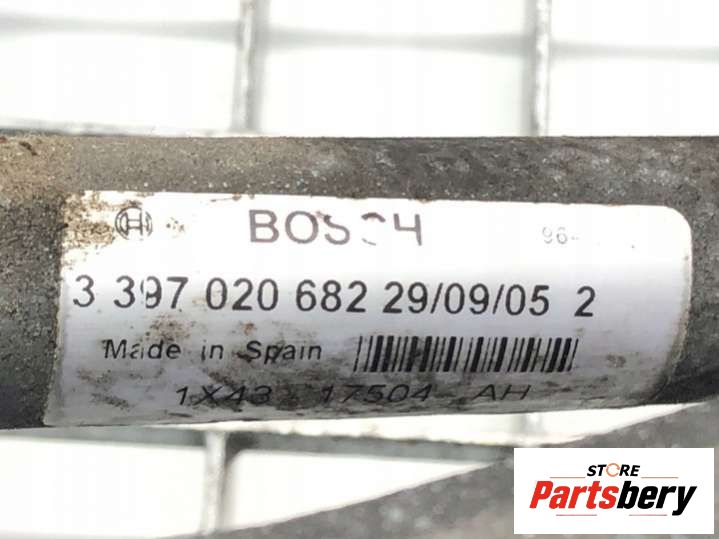 BOSCH 96-
3 397 020 682 29/09/05 2
Made in Spain
1X43 17504 AH
STORE
Partsbery